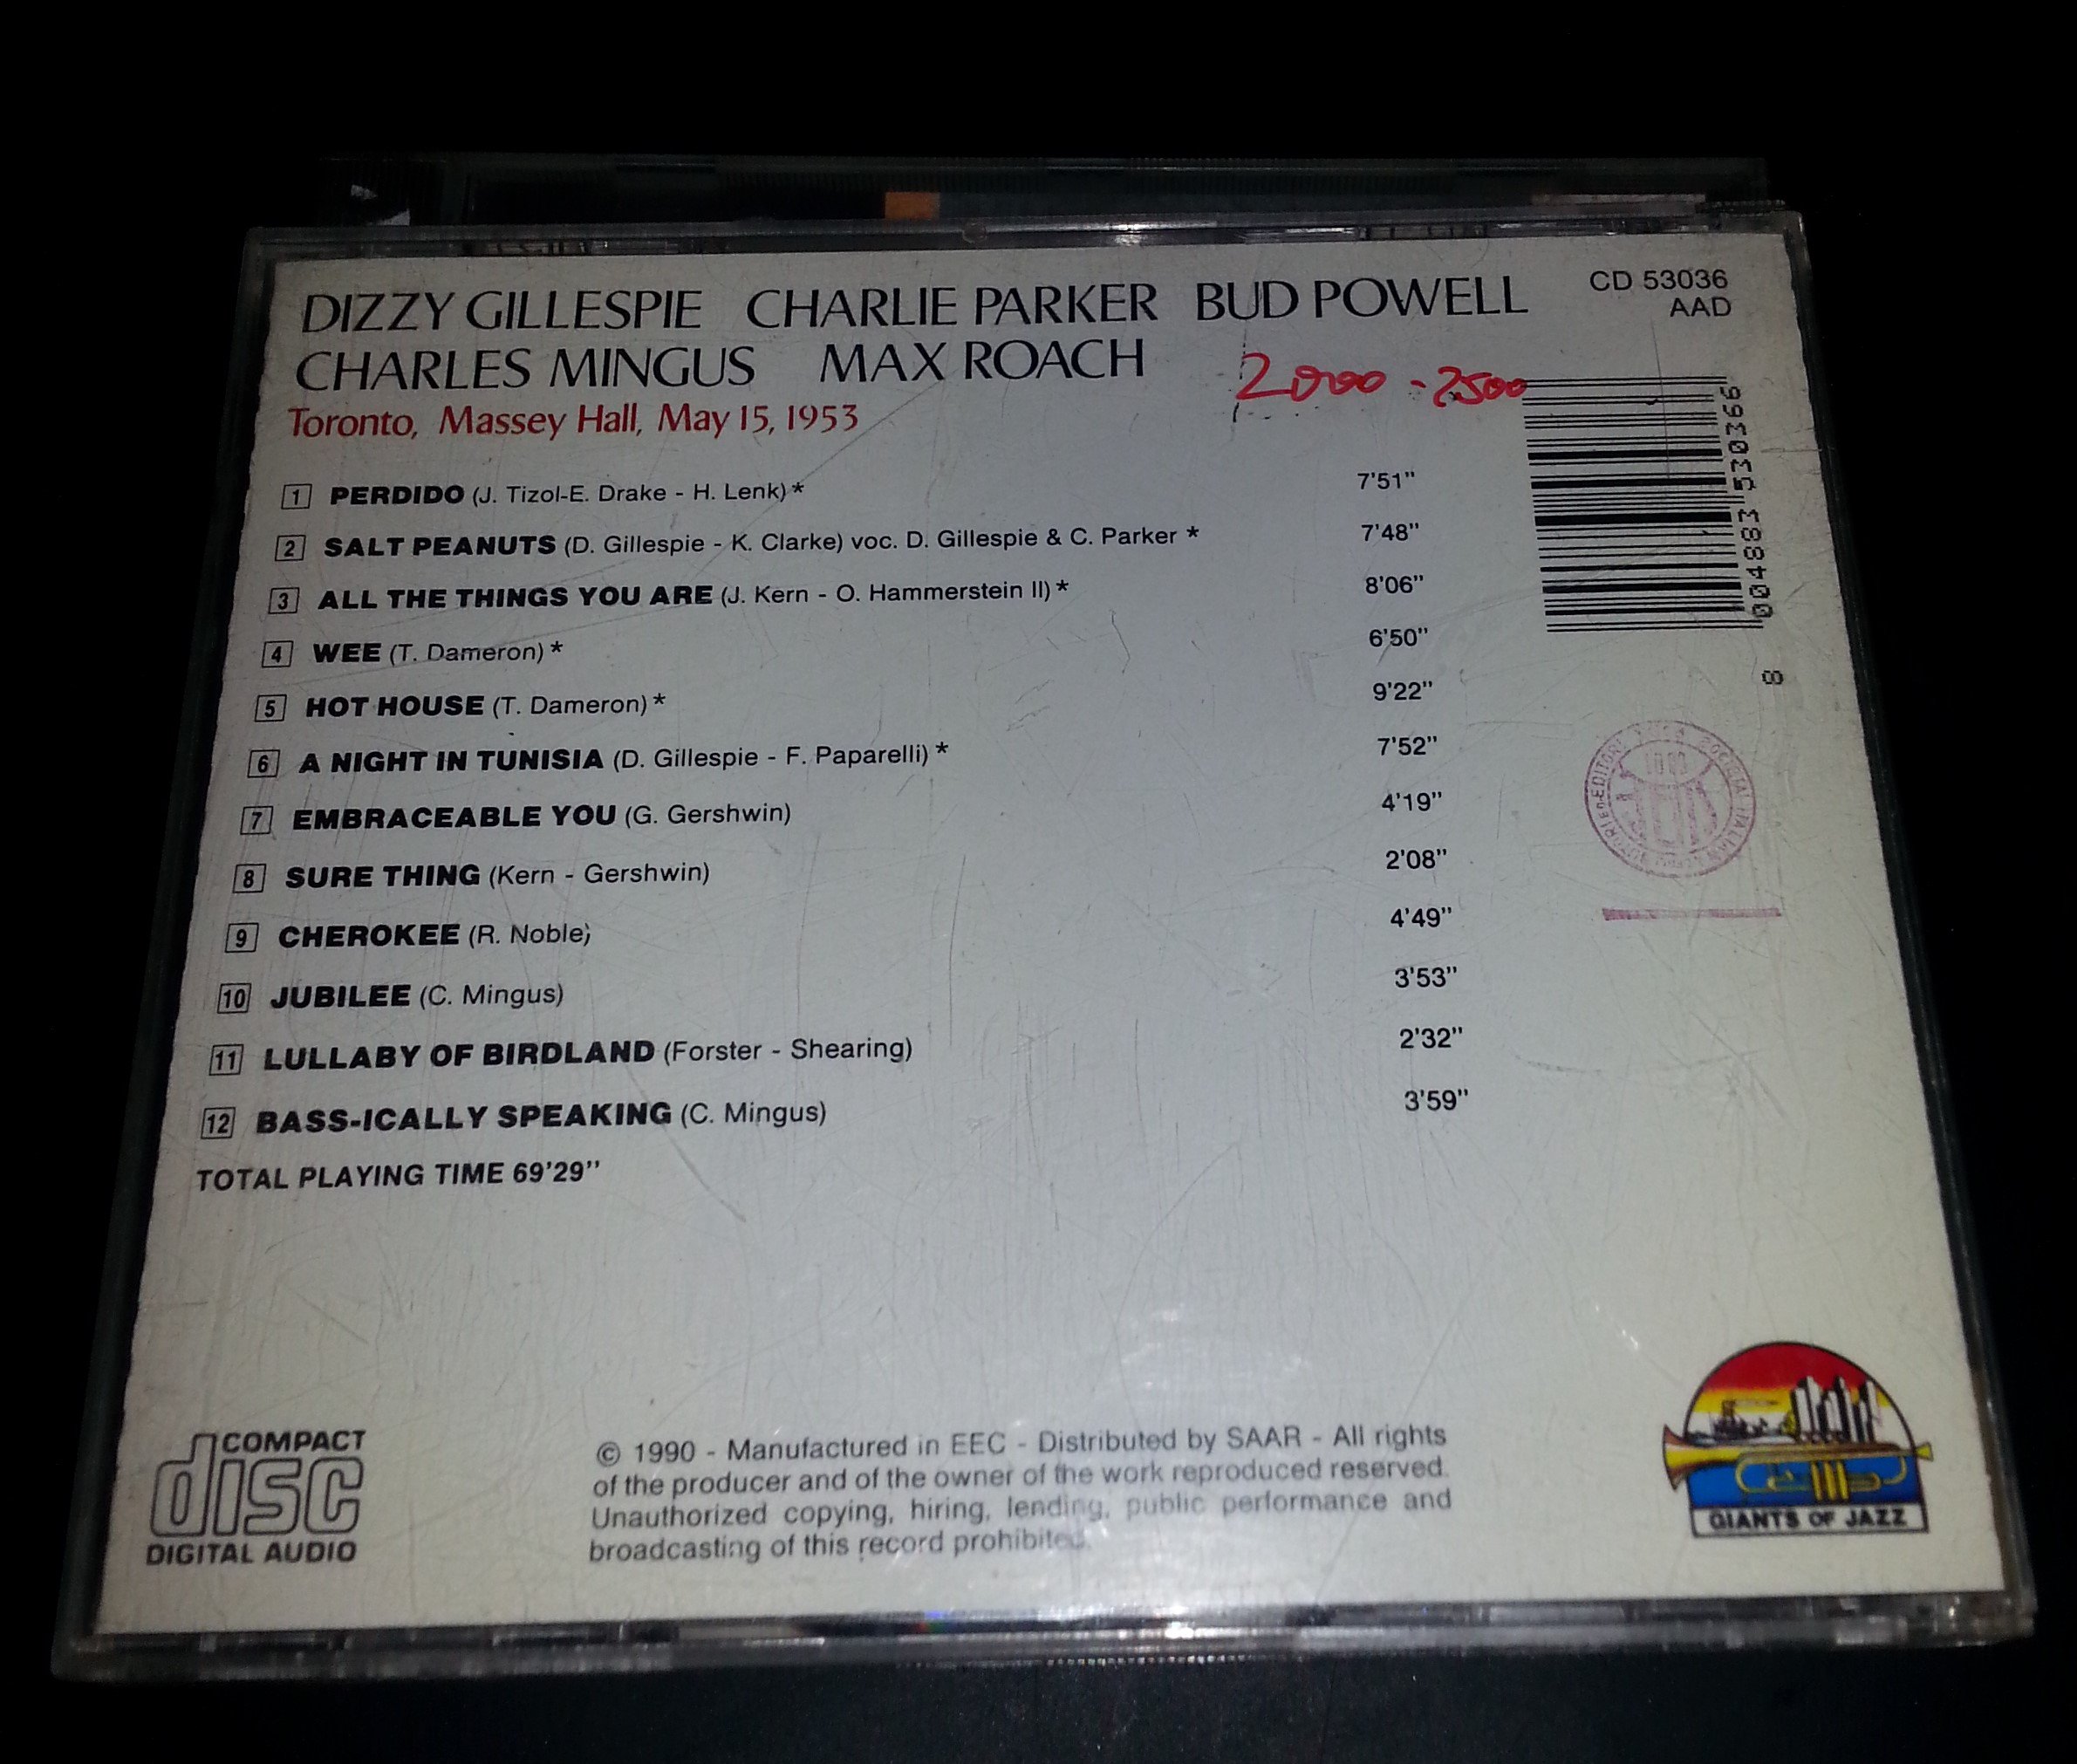 DIZZY GILLESPIE CHARLIE PARKER BUD POWELL
CHARLES MINGUS MAX ROACH
Toronto, Massey Hall, May 15, 1953
CD 53036
AAD
2000 - 2500
1 PERDIDO (J. Tizol-E. Drake - H. Lenk) * 7'51"
2 SALT PEANUTS (D. Gillespie - K. Clarke) voc. D. Gillespie & C. Parker * 7'48"
3 ALL THE THINGS YOU ARE (J. Kern - O. Hammerstein II) * 8'06"
4 WEE (T. Dameron) * 6'50"
5 HOT HOUSE (T. Dameron) * 9'22"
6 A NIGHT IN TUNISIA (D. Gillespie - F. Paparelli) * 7'52"
7 EMBRACEABLE YOU (G. Gershwin) 4'19"
8 SURE THING (Kern - Gershwin) 2'08"
9 CHEROKEE (R. Noble) 4'49"
10 JUBILEE (C. Mingus) 3'53"
11 LULLABY OF BIRDLAND (Forster - Shearing) 2'32"
12 BASS-ICALLY SPEAKING (C. Mingus) 3'59"
TOTAL PLAYING TIME 69'29"
004883 530366
8
EDITORI
COMPACT
disc
DIGITAL AUDIO
© 1990 - Manufactured in EEC - Distributed by SAAR - All rights
of the producer and of the owner of the work reproduced reserved.
Unauthorized copying, hiring, lending, public performance and
broadcasting of this record prohibited.
GIANTS OF JAZZ